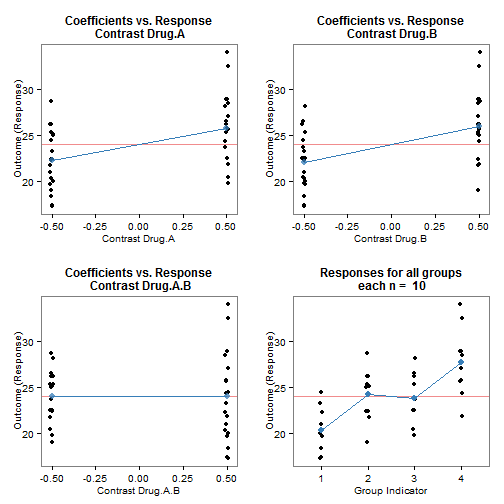 Coefficients vs. Response
Contrast Drug.A
Coefficients vs. Response
Contrast Drug.B
Outcome (Response)
30
25
20
Outcome (Response)
30
25
20
-0.50 -0.25 0.00 0.25 0.50
Contrast Drug.A
-0.50 -0.25 0.00 0.25 0.50
Contrast Drug.B
Coefficients vs. Response
Contrast Drug.A.B
Responses for all groups
each n = 10
Outcome (Response)
30
25
20
Outcome (Response)
30
25
20
-0.50 -0.25 0.00 0.25 0.50
Contrast Drug.A.B
1 2 3 4
Group Indicator